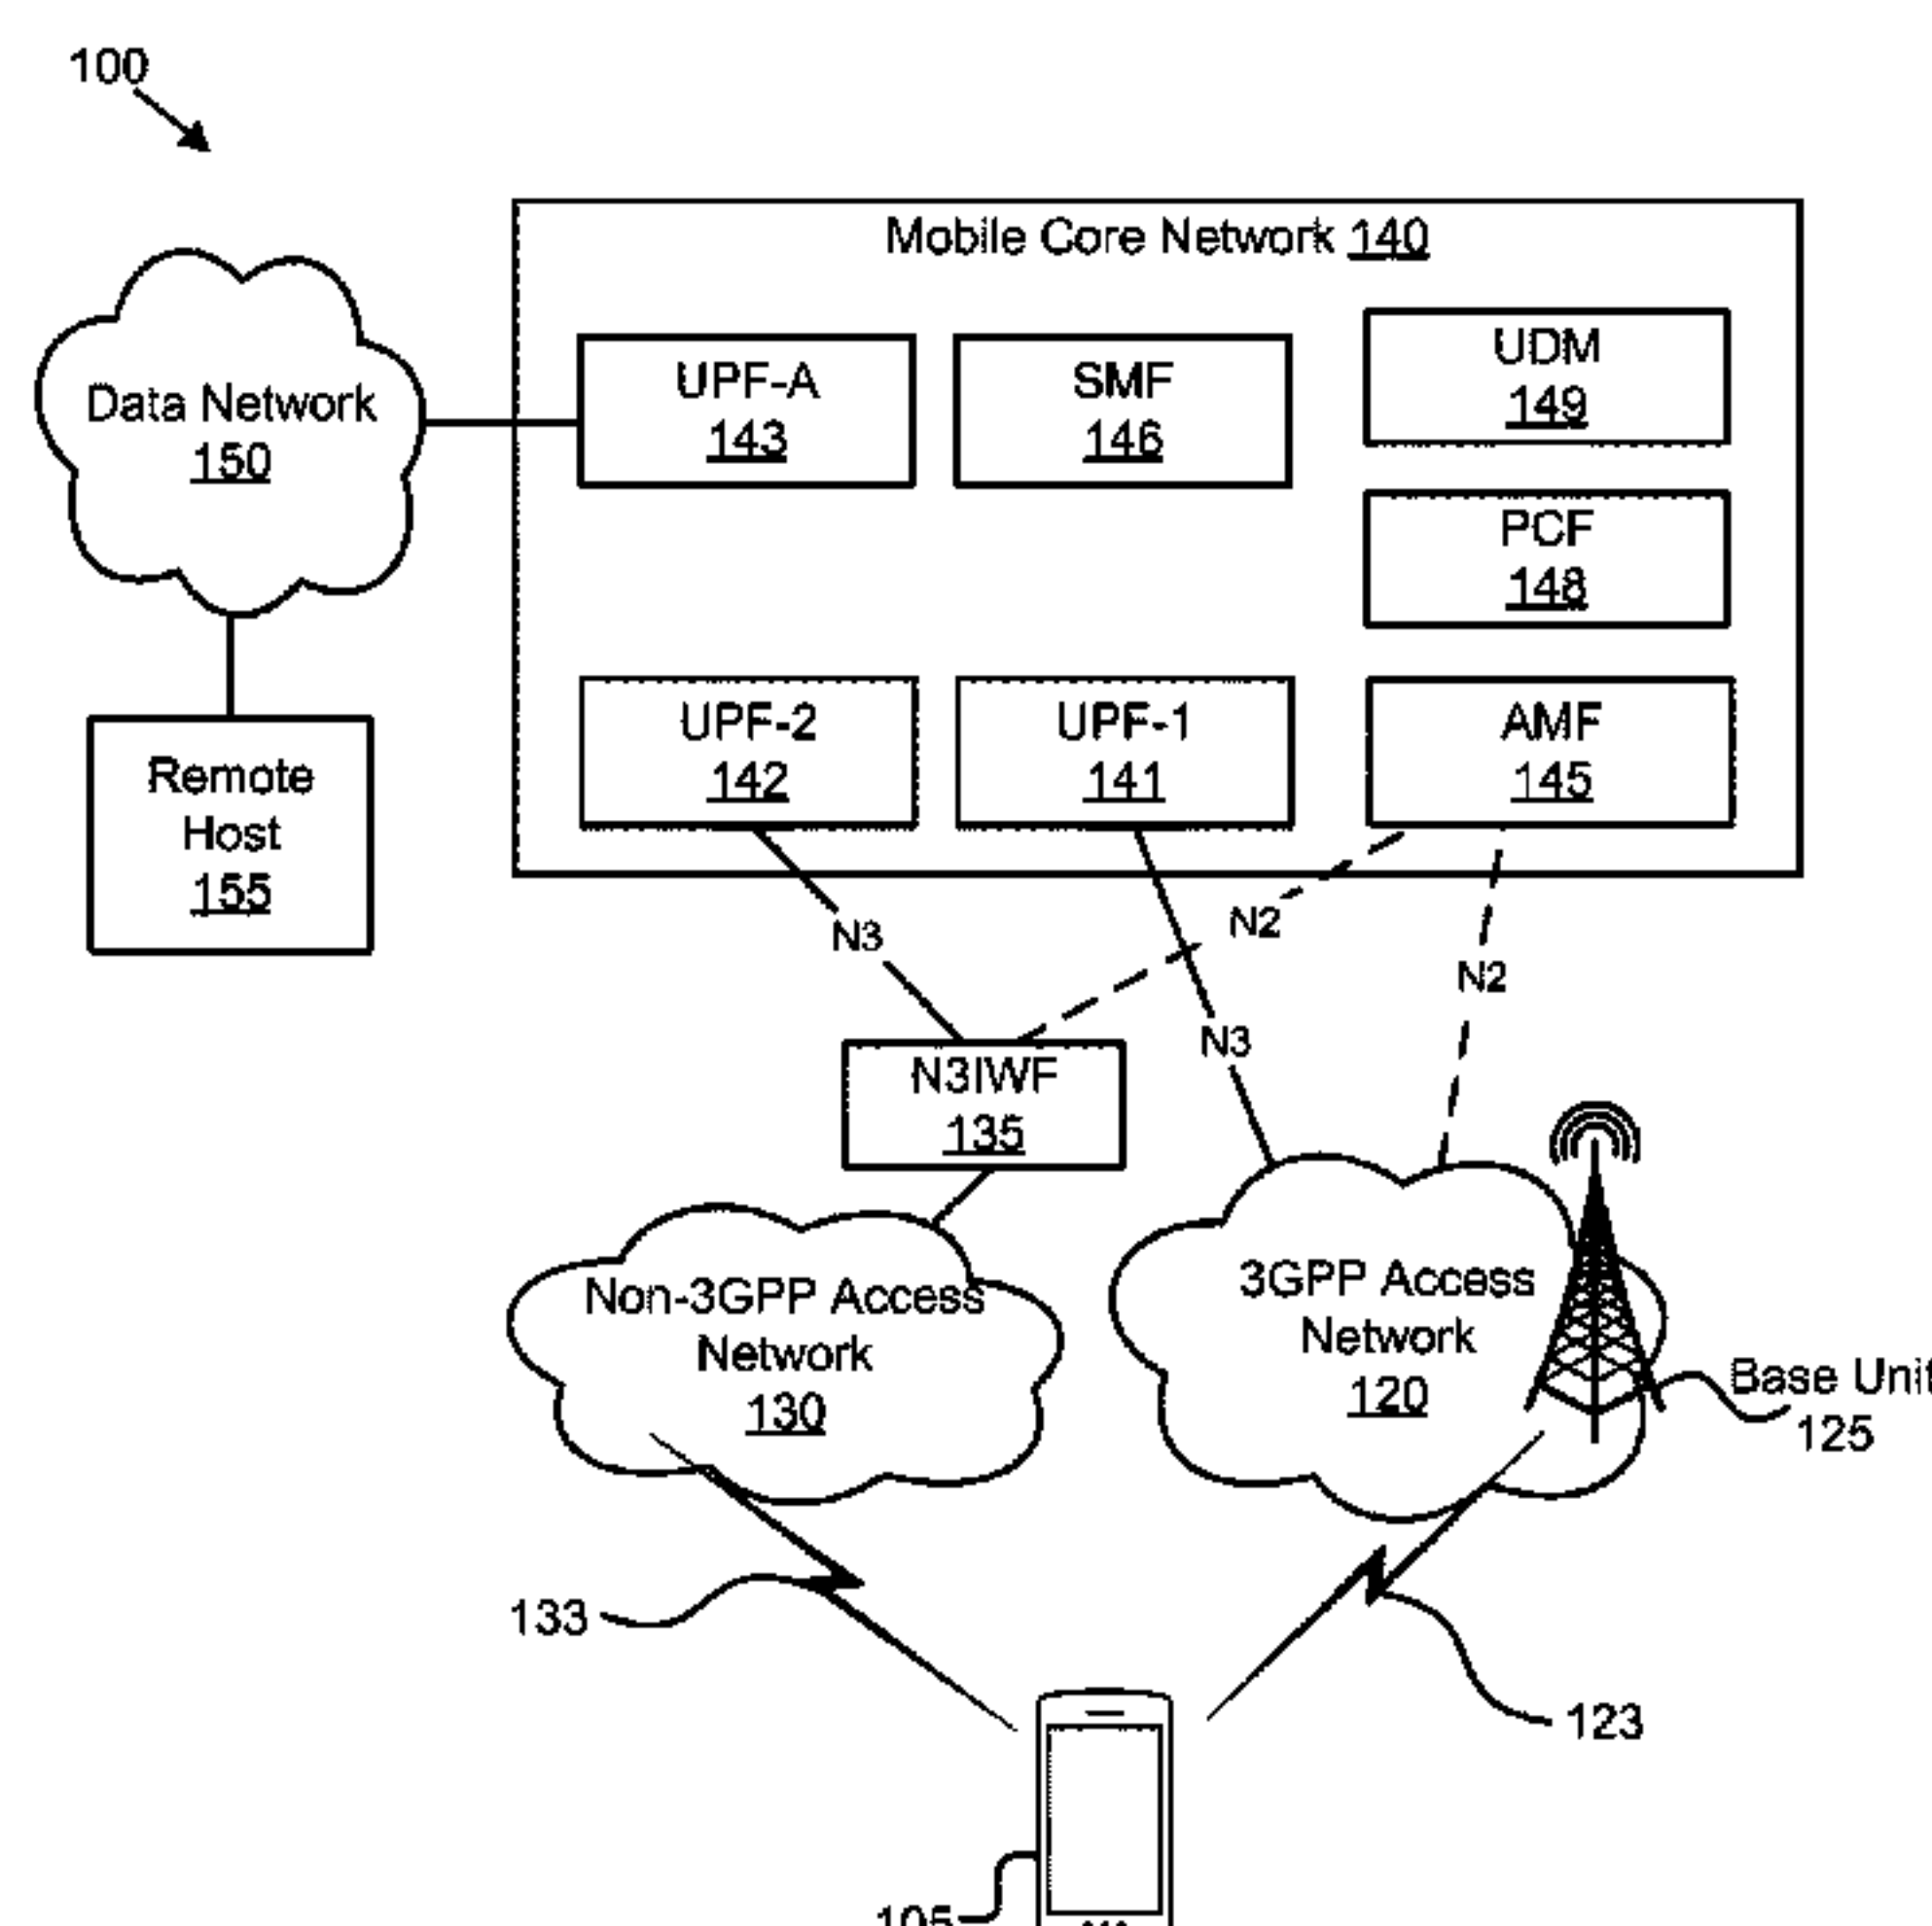 100
Mobile Core Network 140
Data Network
150
UPF-A
143
SMF
146
UDM
149
PCF
148
Remote
Host
155
UPF-2
142
UPF-1
141
AMF
145
N3
N2
N2
N3
N3IWF
135
Non-3GPP Access
Network
130
3GPP Access
Network
120
Base Unit
125
133
123
105